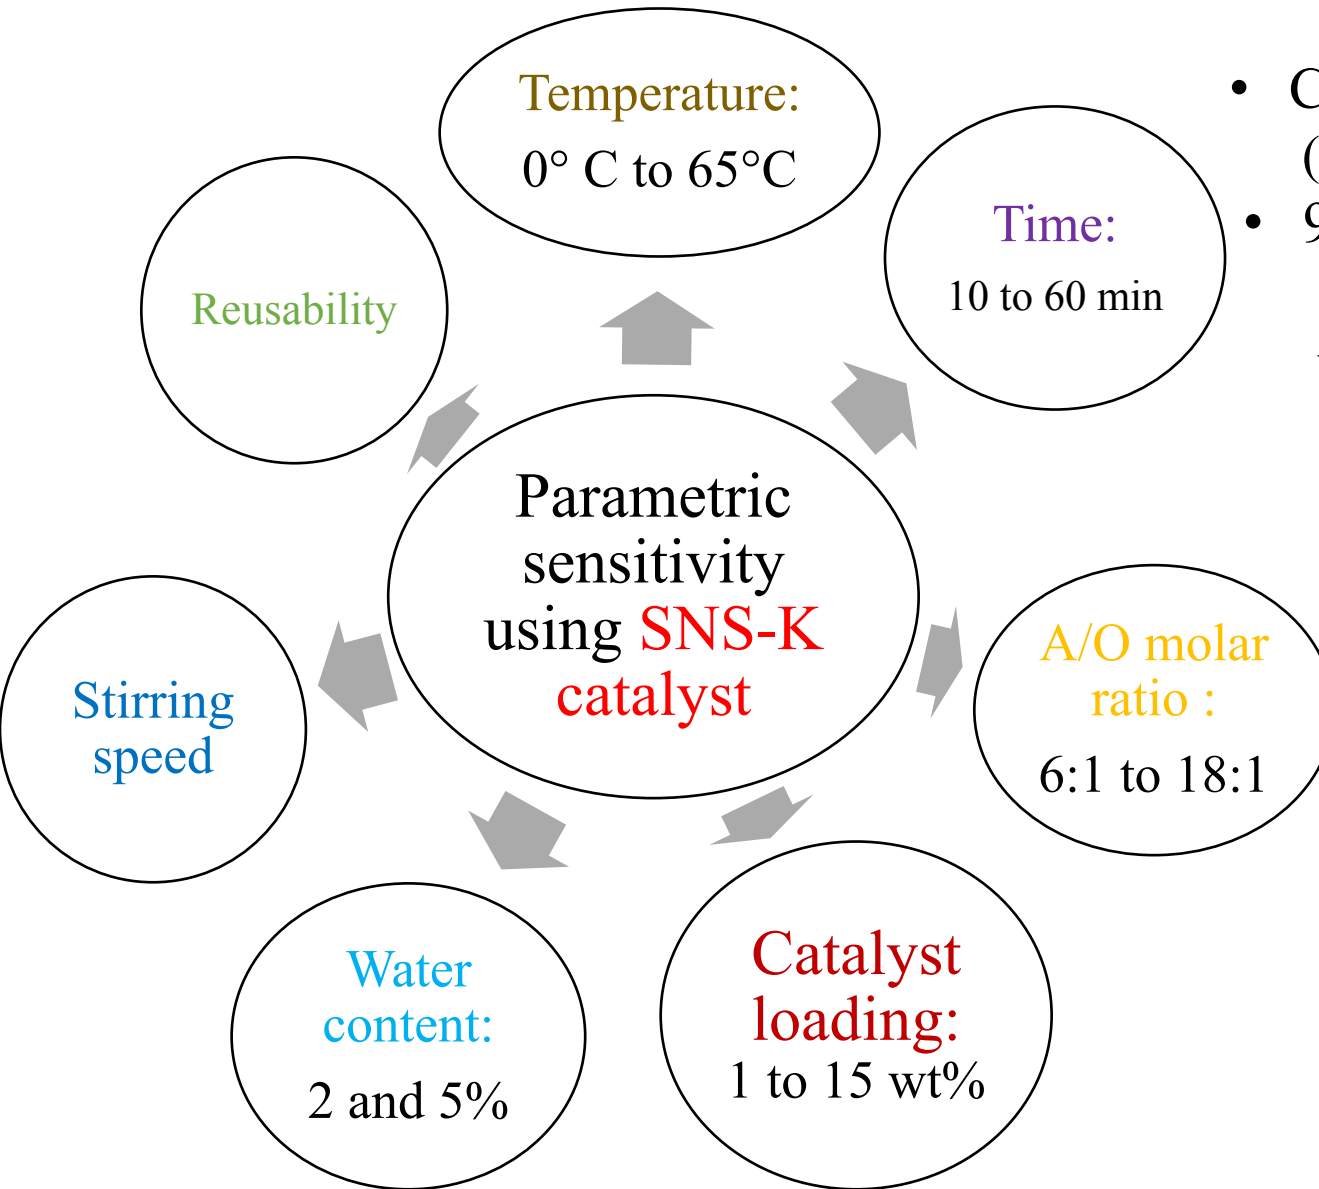 Temperature:
0° C to 65°C
Time:
10 to 60 min
Reusability
Parametric
sensitivity
using SNS-K
catalyst
A/O molar
ratio :
6:1 to 18:1
Stirring
speed
Catalyst
loading:
1 to 15 wt%
Water
content:
2 and 5%